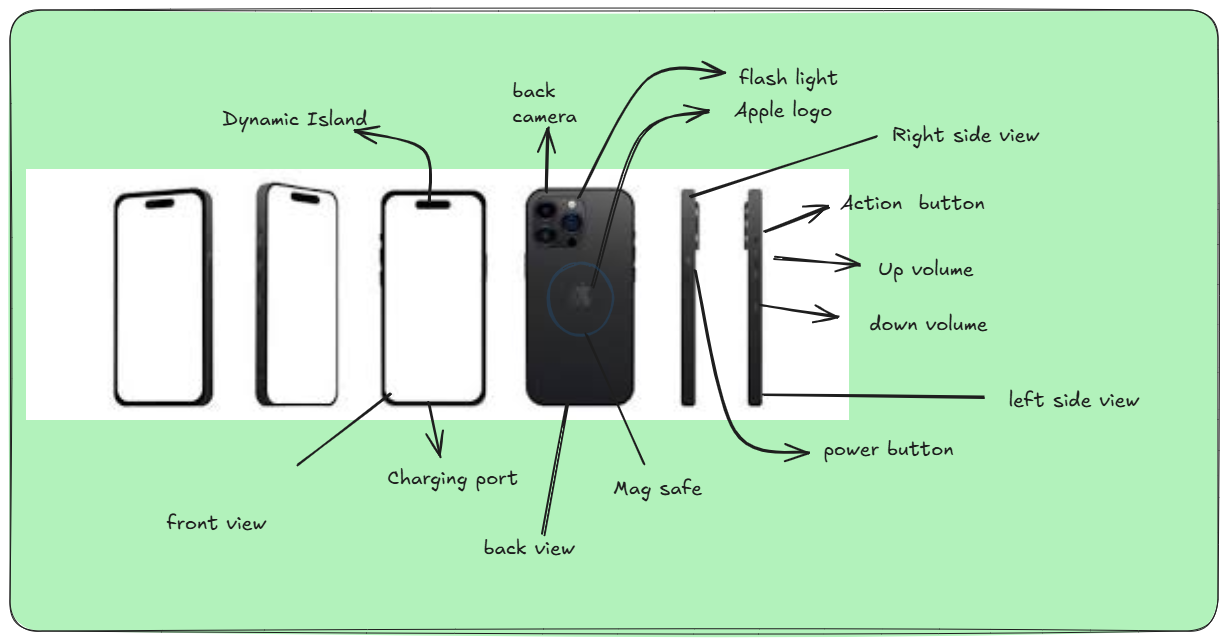 flash light
back
camera
Apple logo
Dynamic Island
Right side view
Action button
Up volume
down volume
left side view
power button
Charging port
Mag safe
front view
back view